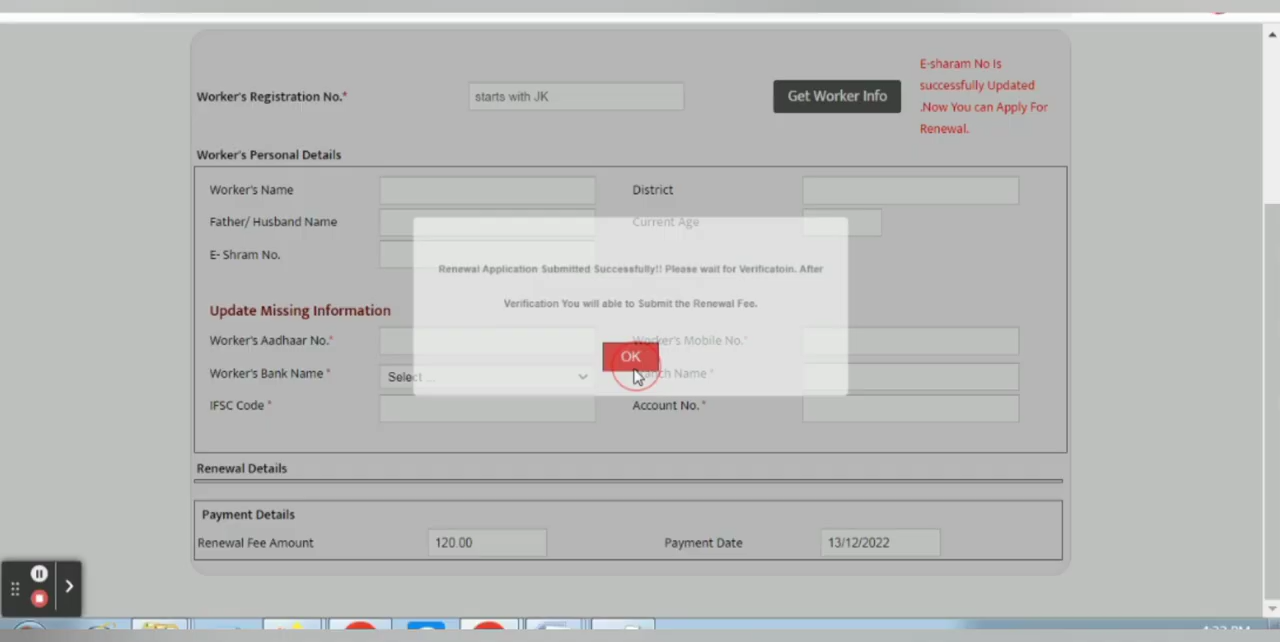 E-sharam No Is
successfully Updated
.Now You can Apply For
Renewal.
Worker's Registration No.*
starts with JK
Get Worker Info
Worker's Personal Details
Worker's Name
District
Father/ Husband Name
Current Age
E- Shram No.
Renewal Application Submitted Successfully!! Please wait for Verificatoin. After
Verification You will able to Submit the Renewal Fee.
OK
Update Missing Information
Worker's Aadhaar No.*
Worker's Mobile No.*
Worker's Bank Name *
Select ...
Name *
IFSC Code *
Account No. *
Renewal Details
Payment Details
Renewal Fee Amount
120.00
Payment Date
13/12/2022